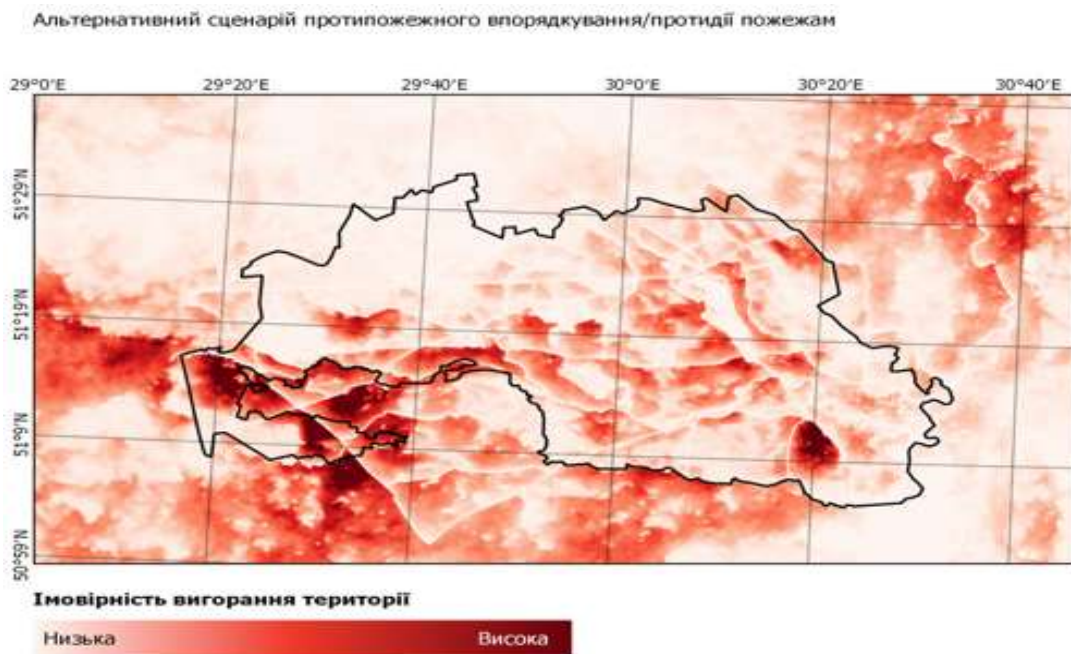 Альтернативний сценарій протипожежного впорядкування/протидії пожежам
29°0'E 29°20'E 29°40'E 30°0'E 30°20'E 30°40'E
51°29'N
51°19'N
51°9'N
50°59'N
Імовірність вигорання території
Низька Висока